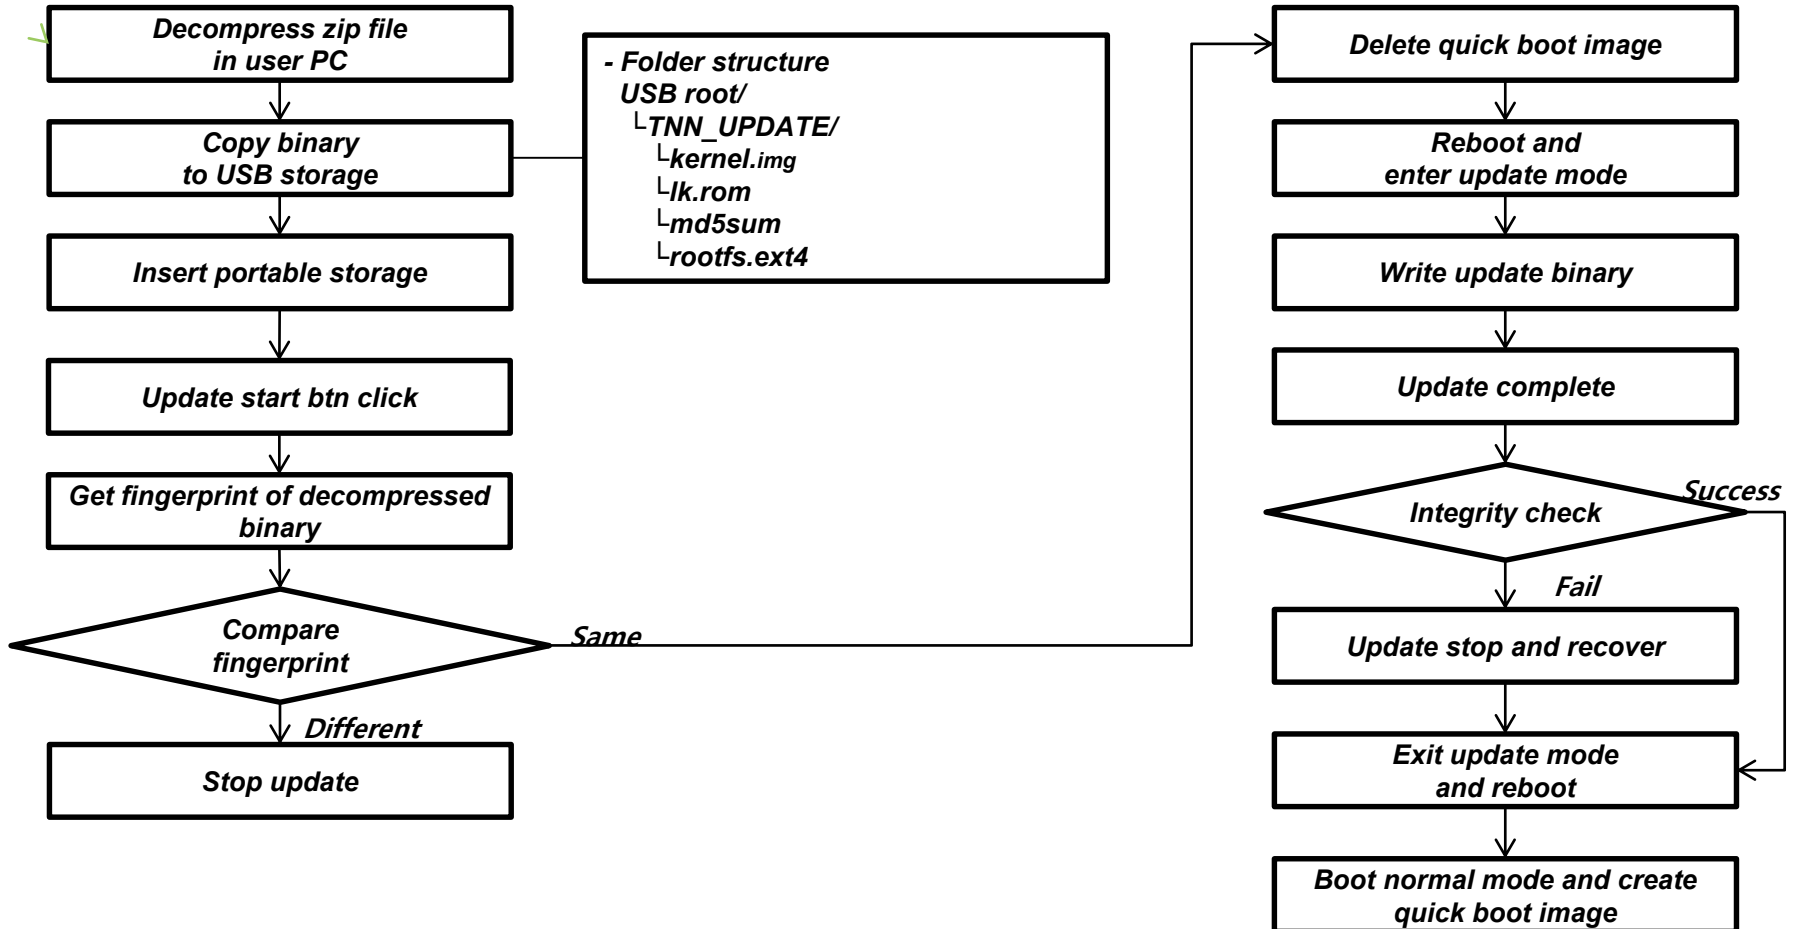 Decompress zip file
in user PC
Copy binary
to USB storage
- Folder structure
USB root/
└TNN_UPDATE/
└kernel.img
└lk.rom
└md5sum
└rootfs.ext4
Insert portable storage
Update start btn click
Get fingerprint of decompressed
binary
Compare
fingerprint
Same
Different
Stop update
Delete quick boot image
Reboot and
enter update mode
Write update binary
Update complete
Integrity check
Success
Fail
Update stop and recover
Exit update mode
and reboot
Boot normal mode and create
quick boot image